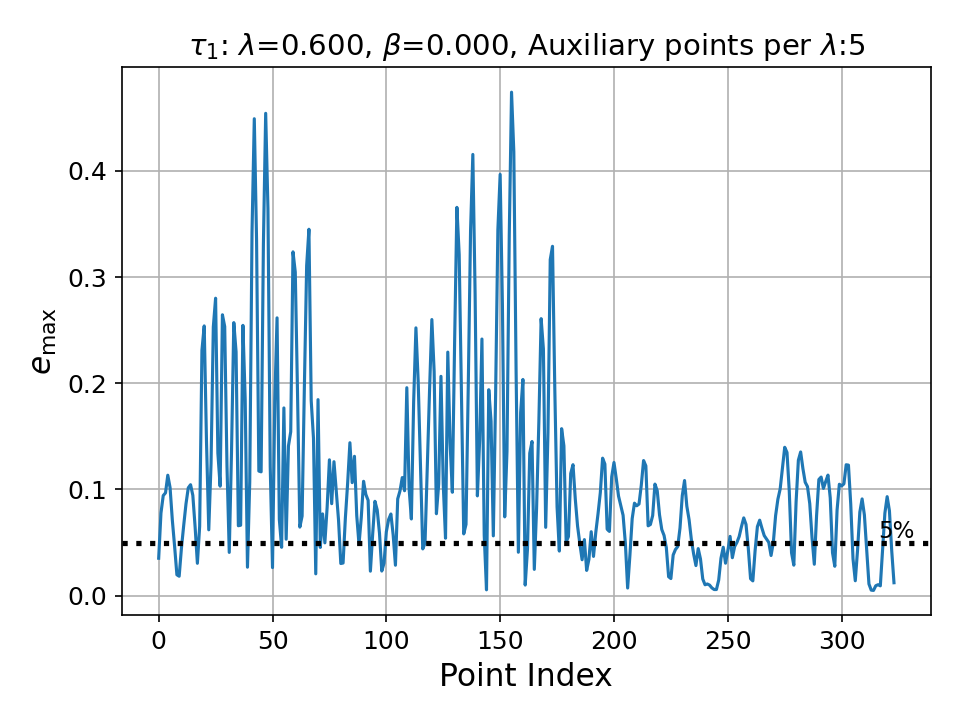 τ₁: λ=0.600, β=0.000, Auxiliary points per λ:5
e_max
0.4
0.3
0.2
0.1
0.0
5%
0 50 100 150 200 250 300
Point Index